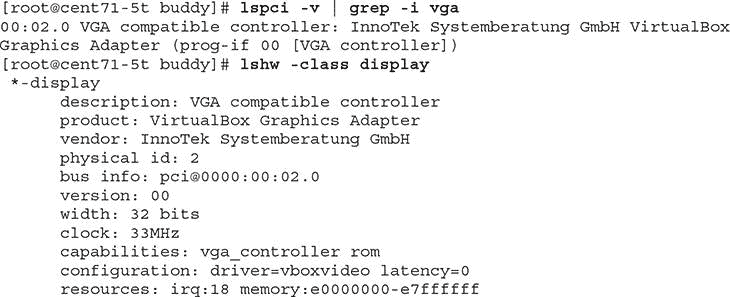 [root@cent71-5t buddy]# lspci -v | grep -i vga
00:02.0 VGA compatible controller: InnoTek Systemberatung GmbH VirtualBox
Graphics Adapter (prog-if 00 [VGA controller])
[root@cent71-5t buddy]# lshw -class display
*-display
description: VGA compatible controller
product: VirtualBox Graphics Adapter
vendor: InnoTek Systemberatung GmbH
physical id: 2
bus info: pci@0000:00:02.0
version: 00
width: 32 bits
clock: 33MHz
capabilities: vga_controller rom
configuration: driver=vboxvideo latency=0
resources: irq:18 memory:e0000000-e7ffffff